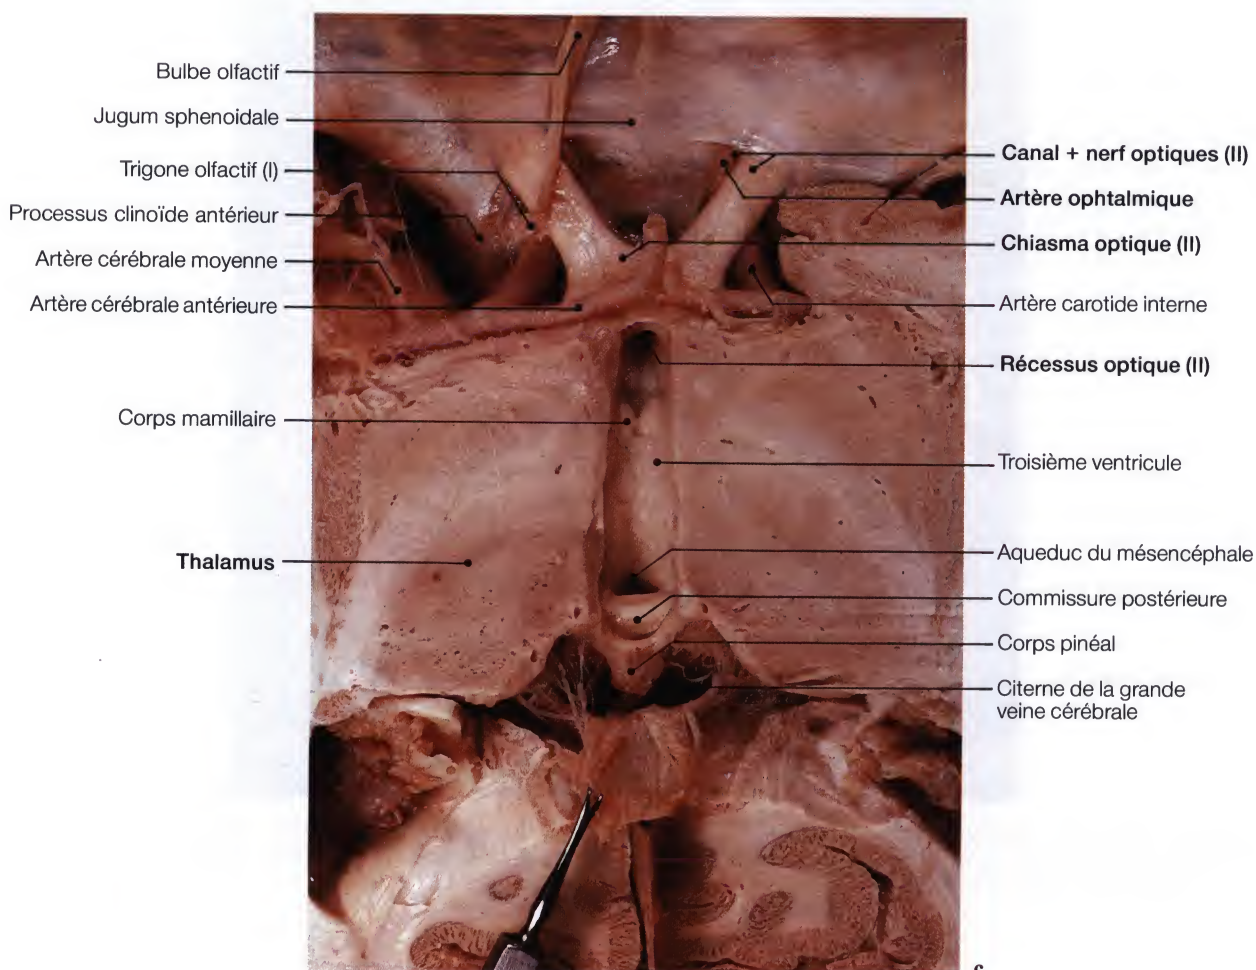 Bulbe olfactif
Jugum sphenoidale
Trigone olfactif (I)
Processus clinoïde antérieur
Artère cérébrale moyenne
Artère cérébrale antérieure
Corps mamillaire
Thalamus
Canal + nerf optiques (II)
Artère ophtalmique
Chiasma optique (II)
Artère carotide interne
Récessus optique (II)
Troisième ventricule
Aqueduc du mésencéphale
Commissure postérieure
Corps pinéal
Citerne de la grande
veine cérébrale